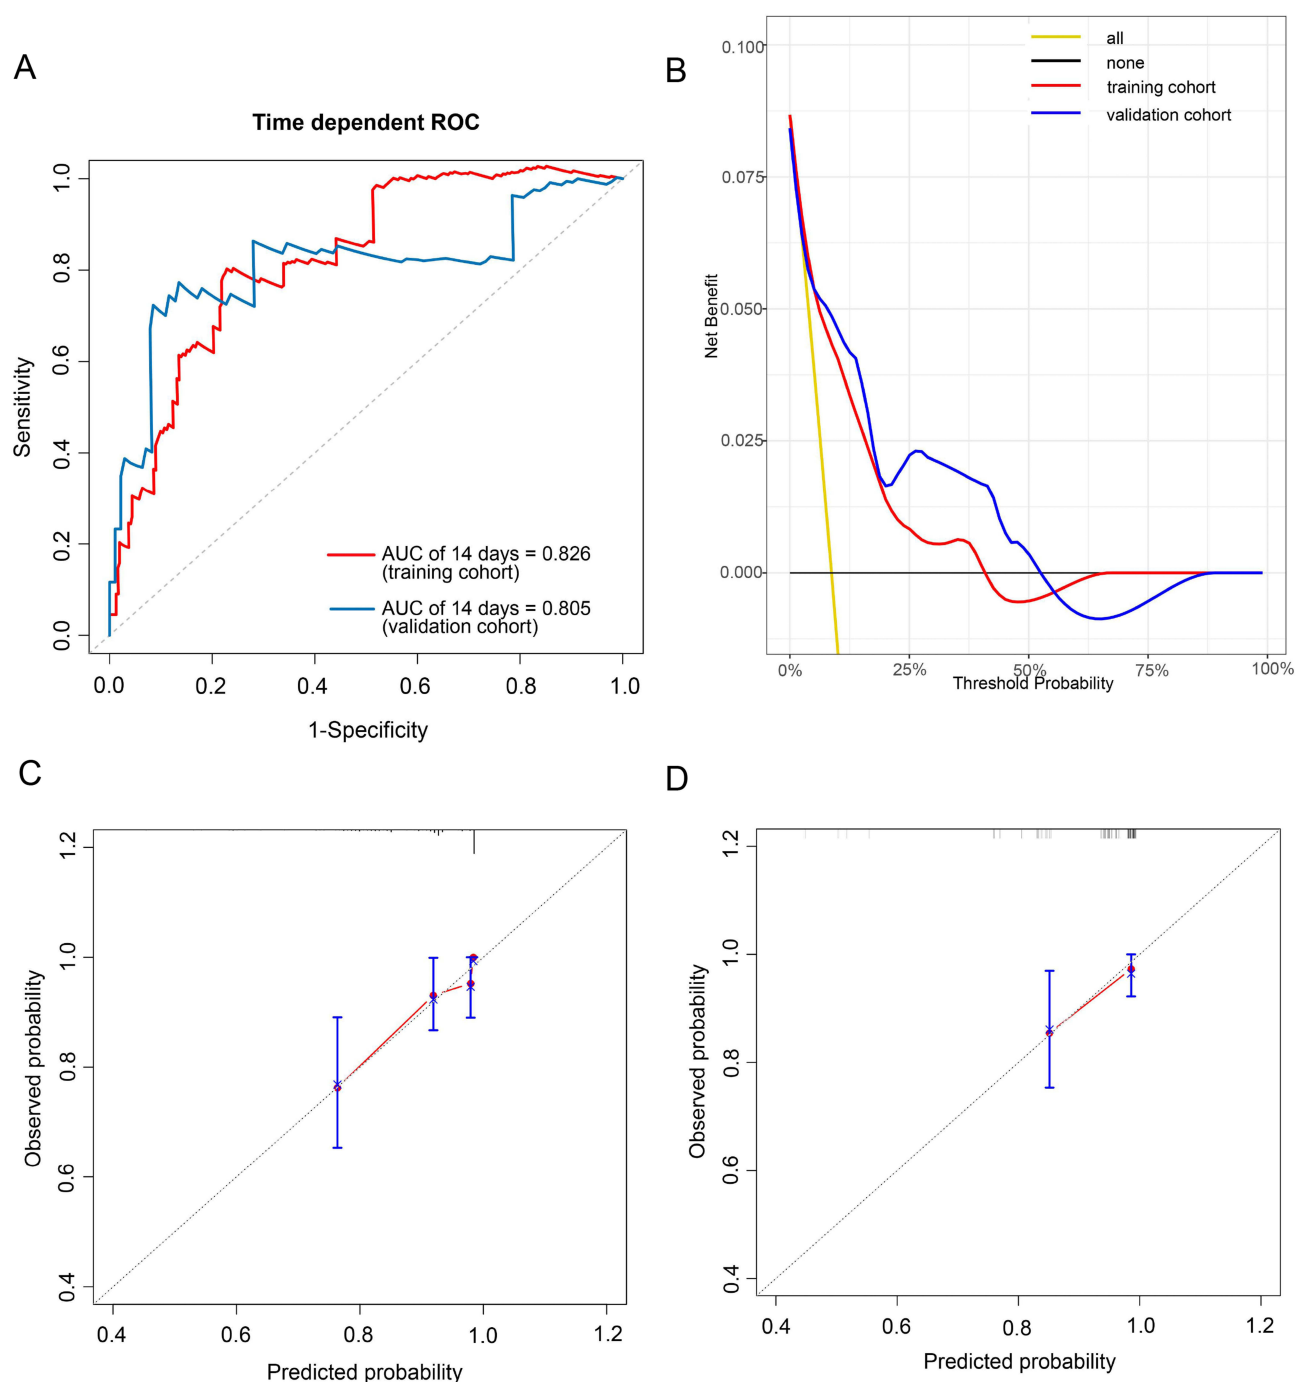 A
Time dependent ROC
Sensitivity
1.0
0.8
0.6
0.4
0.2
0.0
AUC of 14 days = 0.826
(training cohort)
AUC of 14 days = 0.805
(validation cohort)
0.0 0.2 0.4 0.6 0.8 1.0
1-Specificity
B
all
none
training cohort
validation cohort
Net Benefit
0.100
0.075
0.050
0.025
0.000
0% 25% 50% 75% 100%
Threshold Probability
C
Observed probability
1.2
1.0
0.8
0.6
0.4
0.4 0.6 0.8 1.0 1.2
Predicted probability
D
Observed probability
1.2
1.0
0.8
0.6
0.4
0.4 0.6 0.8 1.0 1.2
Predicted probability